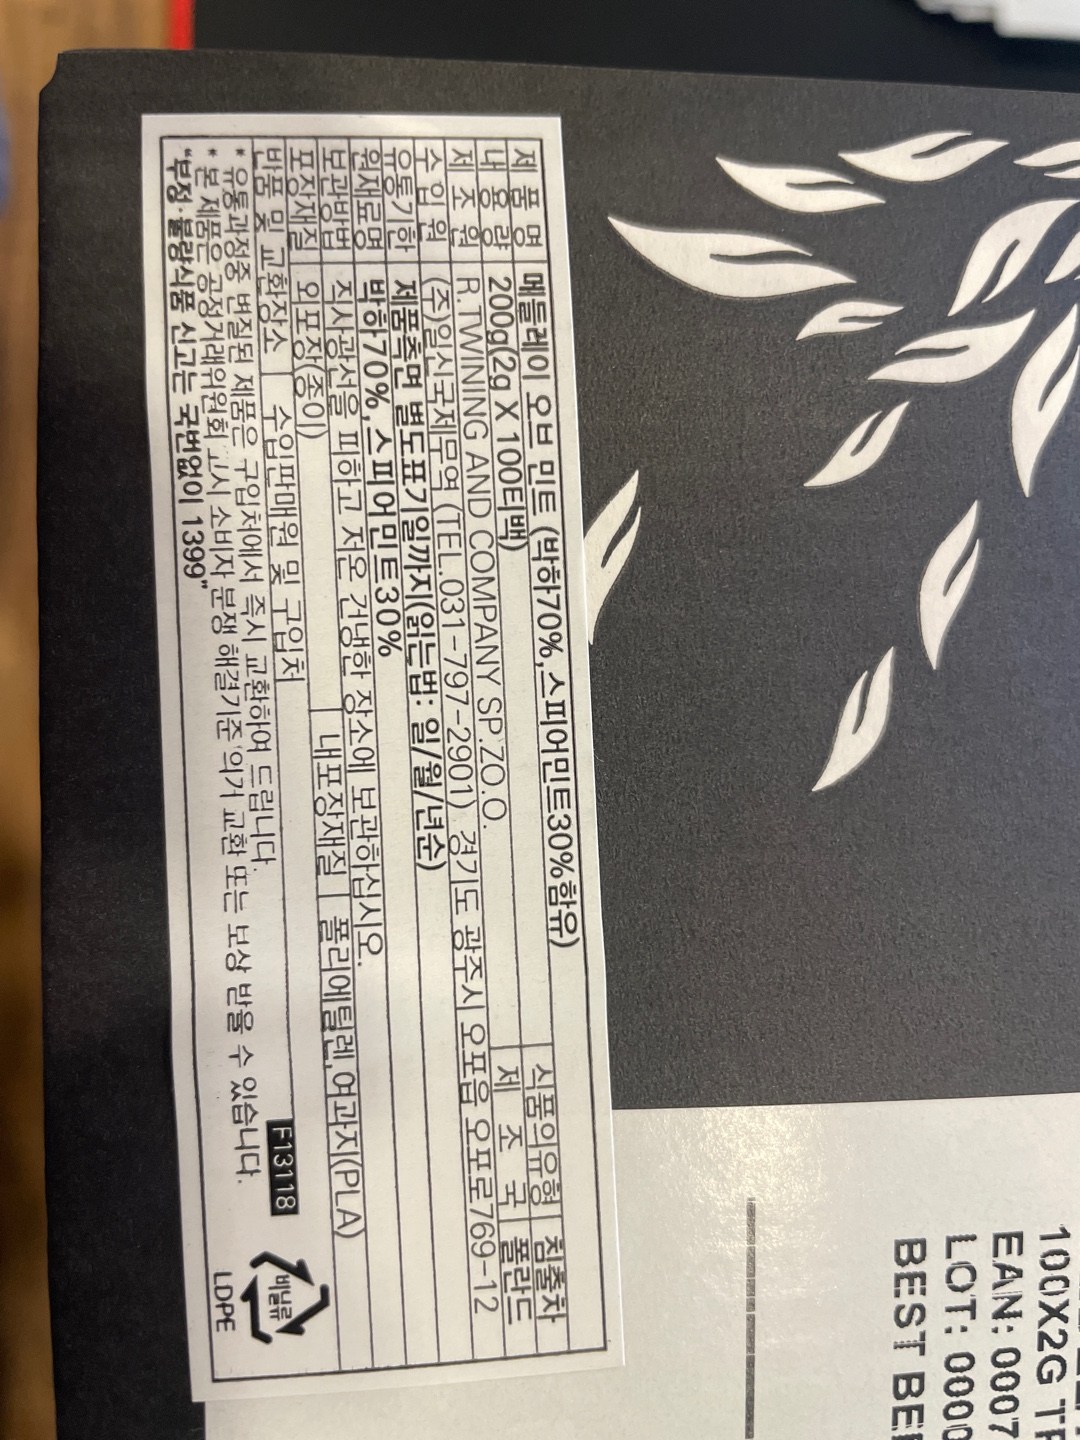 제 품 명 메들레이 오브 민트 (박하70%,스피어민트30%함유)
내 용 량 200g(2g X 100티백) 식품의유형 침출차
제 조 원 R.TWINING AND COMPANY SP.ZO.O. 제 조 국 폴란드
수 입 원 (주)일신국제무역 (TEL.031-797-2901) 경기도 광주시 오포읍 오포로769-12
유통기한 제품측면 별도표기일까지(읽는법: 일/월/년순)
원재료명 박하70%,스피어민트30%
보관방법 직사광선을 피하고 저온 건냉한 장소에 보관하십시오.
포장재질 외포장(종이) 내포장재질 폴리에틸렌,여과지(PLA)
반품 및 교환장소 수입판매원 및 구입처
* 유통과정중 변질된 제품은 구입처에서 즉시 교환하여 드립니다.
* 본 제품은 공정거래위원회 고시 소비자 분쟁 해결기준 의거 교환 또는 보상 받을 수 있습니다.
"부정·불량식품 신고는 국번없이 1399"
F13118
비닐류
LDPE
100X2G
EAN: 0007
LOT: 0000
BEST